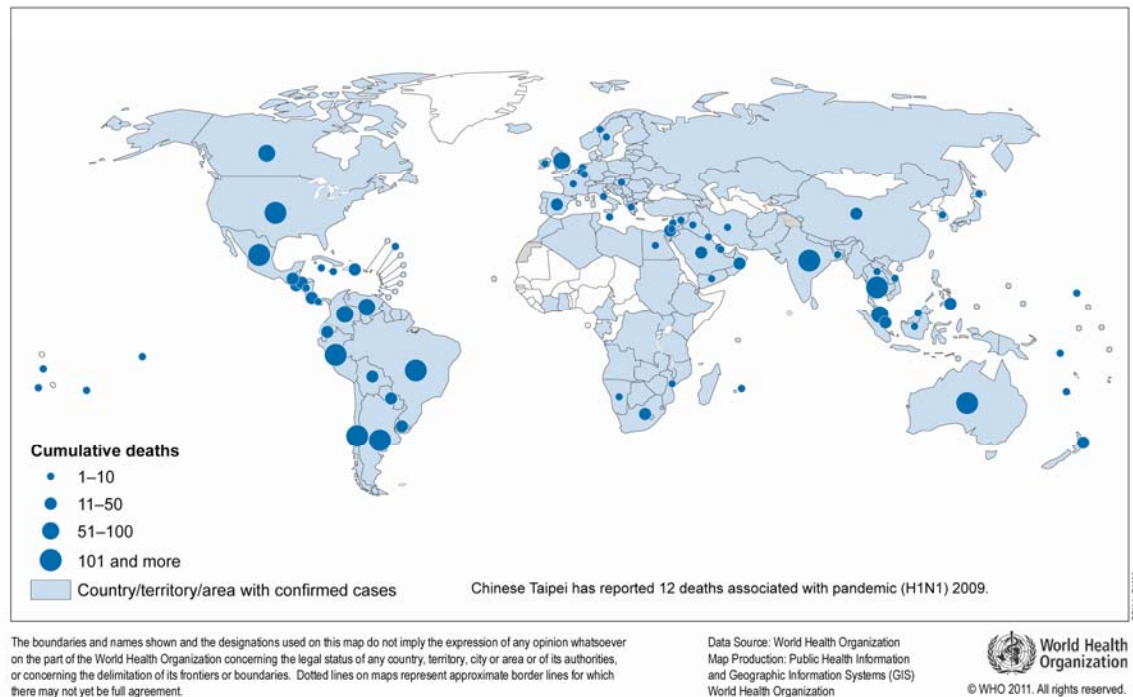 Cumulative deaths
1–10
11–50
51–100
101 and more
Country/territory/area with confirmed cases
Chinese Taipei has reported 12 deaths associated with pandemic (H1N1) 2009.
The boundaries and names shown and the designations used on this map do not imply the expression of any opinion whatsoever
on the part of the World Health Organization concerning the legal status of any country, territory, city or area or of its authorities,
or concerning the delimitation of its frontiers or boundaries. Dotted lines on maps represent approximate border lines for which
there may not yet be full agreement.
Data Source: World Health Organization
Map Production: Public Health Information
and Geographic Information Systems (GIS)
World Health Organization
World Health
Organization
© WHO 2011. All rights reserved.